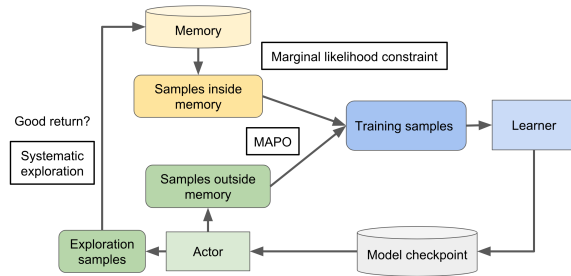 Memory
Marginal likelihood constraint
Samples inside
memory
Good return?
Training samples
Learner
MAPO
Systematic
exploration
Samples outside
memory
Exploration
samples
Actor
Model checkpoint